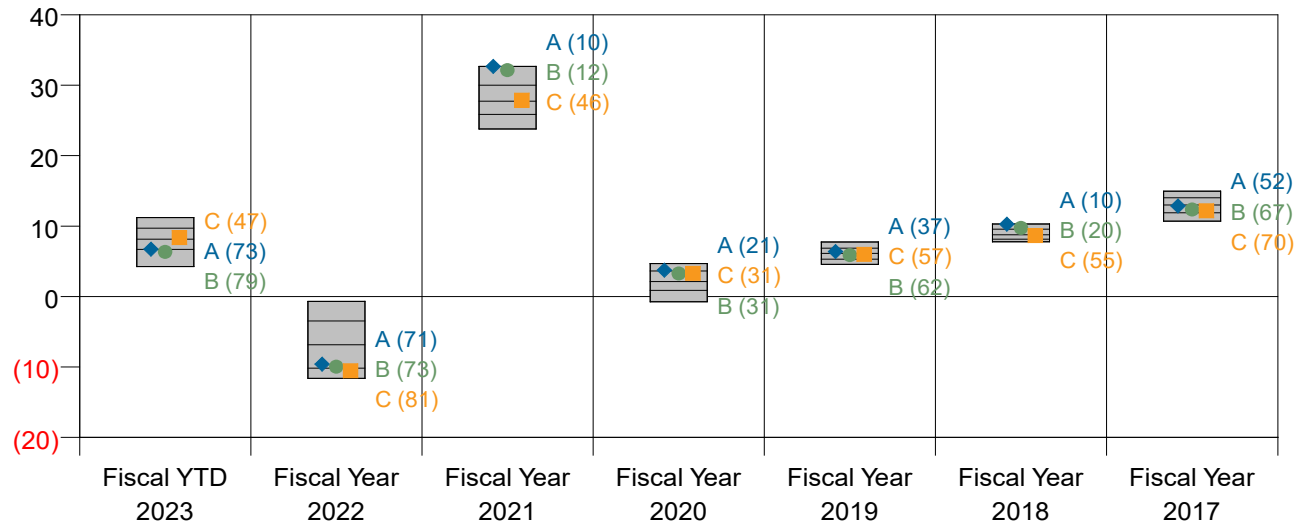 40
30
20
10
0
(10)
(20)
C (47)
A (73)
B (79)
A (71)
B (73)
C (81)
A (10)
B (12)
C (46)
A (21)
C (31)
B (31)
A (37)
C (57)
B (62)
A (10)
B (20)
C (55)
A (52)
B (67)
C (70)
Fiscal YTD
2023
Fiscal Year
2022
Fiscal Year
2021
Fiscal Year
2020
Fiscal Year
2019
Fiscal Year
2018
Fiscal Year
2017